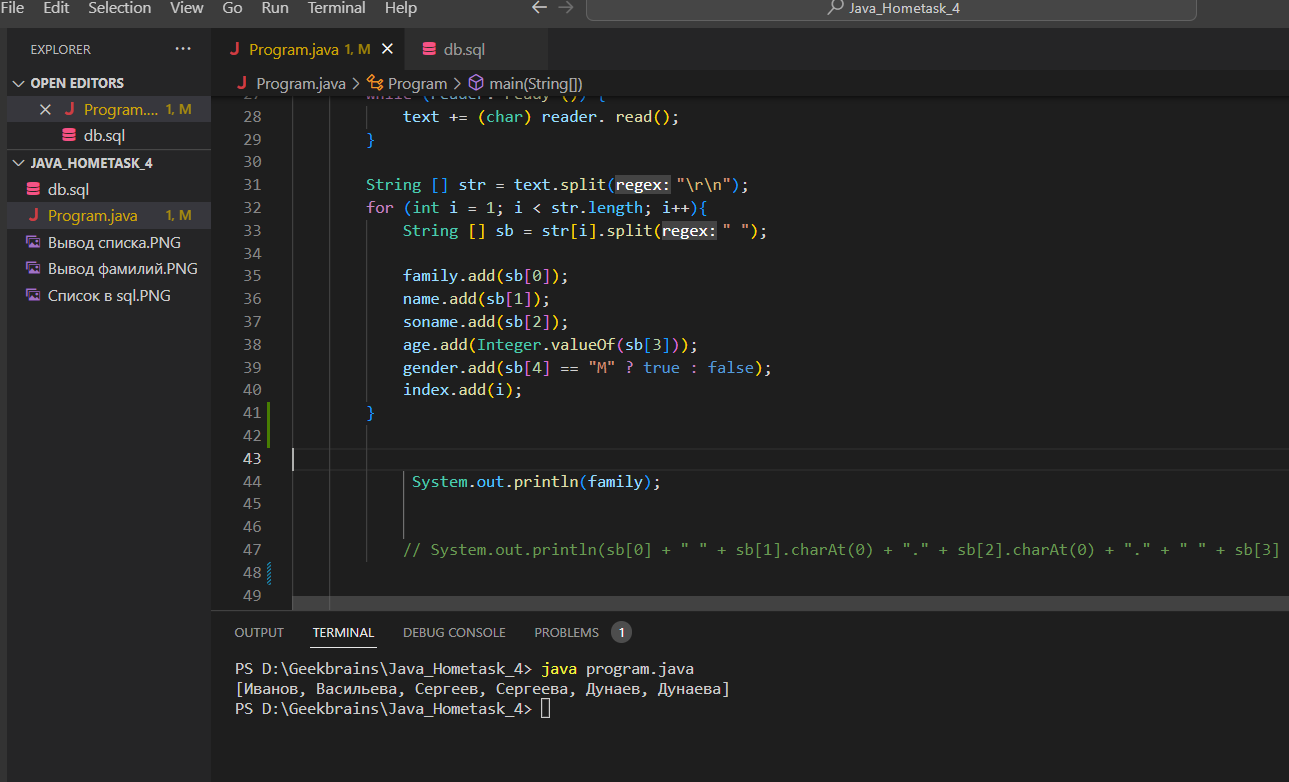 File Edit Selection View Go Run Terminal Help
Java_Hometask_4
EXPLORER
OPEN EDITORS
Program.... 1, M
db.sql
JAVA_HOMETASK_4
db.sql
Program.java 1, M
Вывод списка.PNG
Вывод фамилий.PNG
Список в sql.PNG
Program.java 1, M
db.sql
Program.java > Program > main(String[])
27 while (reader. ready ()) {
28 text += (char) reader. read();
29 }
30
31 String [] str = text.split(regex: "\r\n");
32 for (int i = 1; i < str.length; i++){
33 String [] sb = str[i].split(regex: " ");
34
35 family.add(sb[0]);
36 name.add(sb[1]);
37 soname.add(sb[2]);
38 age.add(Integer.valueOf(sb[3]));
39 gender.add(sb[4] == "М" ? true : false);
40 index.add(i);
41 }
42
43
44 System.out.println(family);
45
46
47 // System.out.println(sb[0] + " " + sb[1].charAt(0) + "." + sb[2].charAt(0) + "." + " " + sb[3]
48
49
OUTPUT TERMINAL DEBUG CONSOLE PROBLEMS 1
PS D:\Geekbrains\Java_Hometask_4> java program.java
[Иванов, Васильева, Сергеев, Сергеева, Дунаев, Дунаева]
PS D:\Geekbrains\Java_Hometask_4>